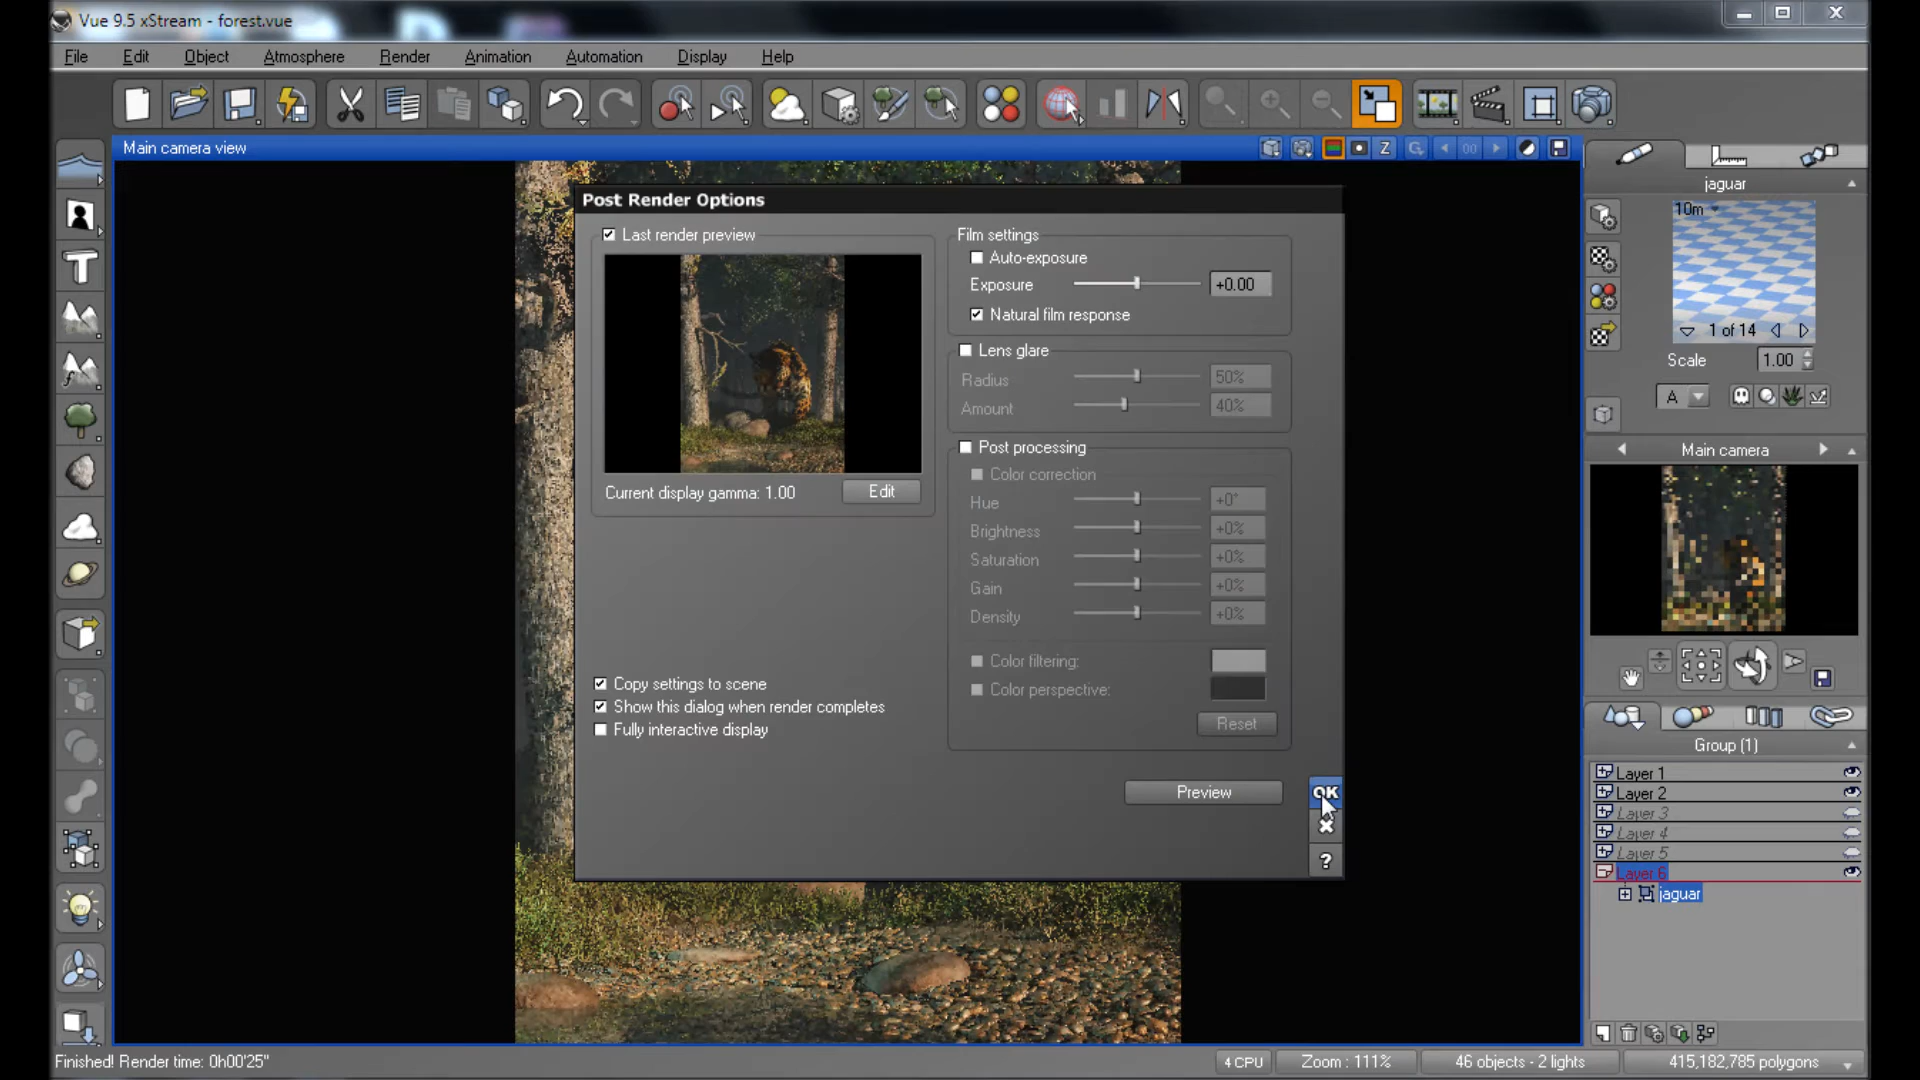 Vue 9.5 xStream - forest.vue
File Edit Object Atmosphere Render Animation Automation Display Help
Main camera view
Z G 00
Post Render Options
Last render preview
Current display gamma: 1.00 Edit
Copy settings to scene
Show this dialog when render completes
Fully interactive display
Film settings
Auto-exposure
Exposure +0.00
Natural film response
Lens glare
Radius 50%
Amount 40%
Post processing
Color correction
Hue +0°
Brightness +0%
Saturation +0%
Gain +0%
Density +0%
Color filtering:
Color perspective:
Reset
Preview
OK
?
jaguar
10m
1 of 14
Scale 1.00
A
Main camera
Group (1)
Layer 1
Layer 2
Layer 3
Layer 4
Layer 5
Layer 6
jaguar
Finished! Render time: 0h00'25" 4 CPU Zoom : 111% 46 objects - 2 lights 415,182,785 polygons